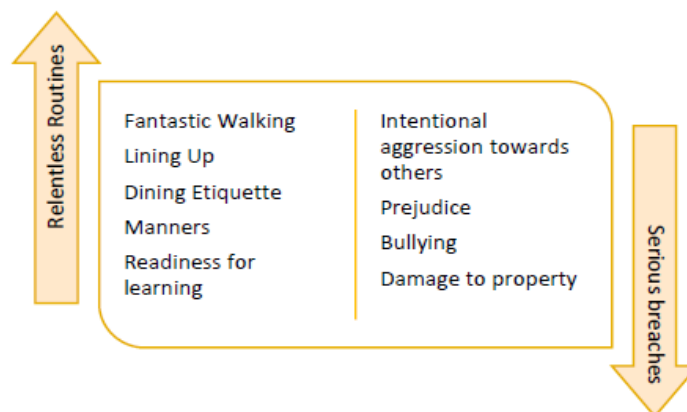 Relentless Routines
Fantastic Walking
Lining Up
Dining Etiquette
Manners
Readiness for
learning
Intentional
aggression towards
others
Prejudice
Bullying
Damage to property
Serious breaches